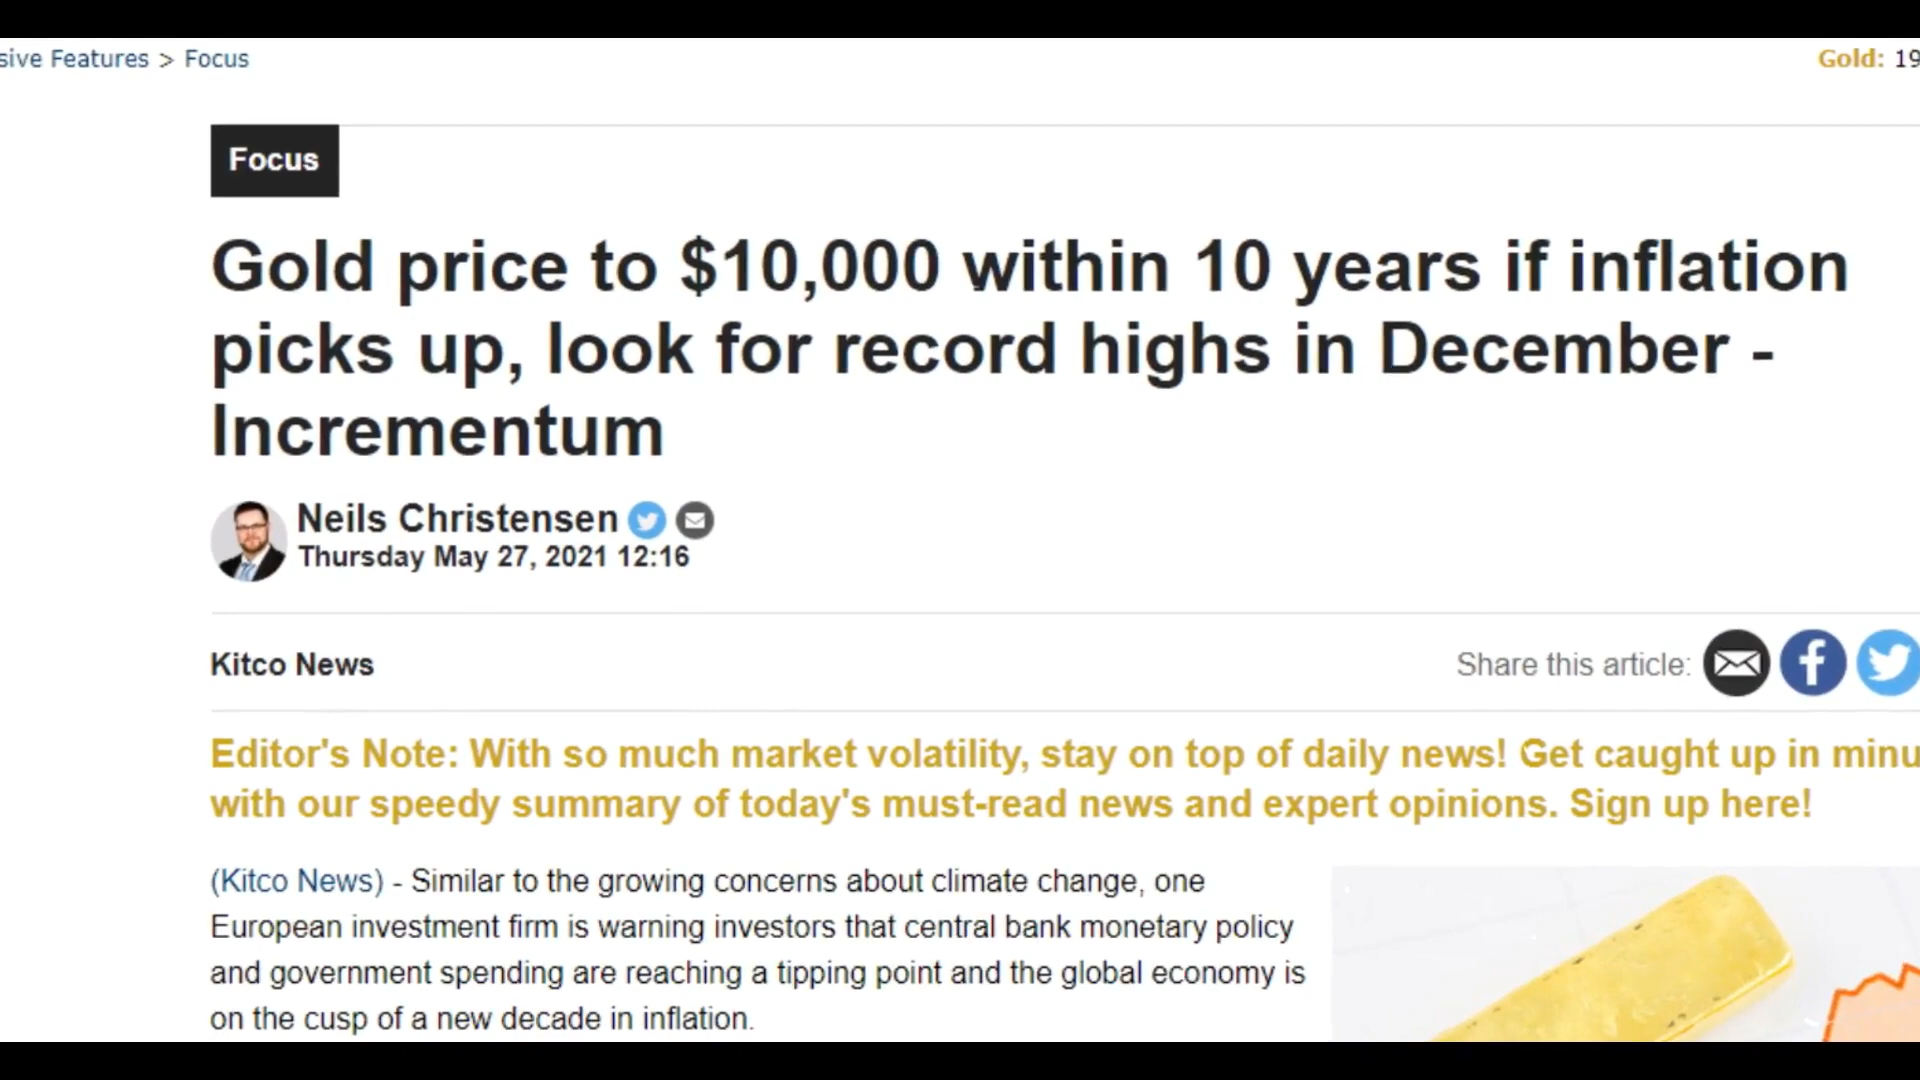 sive Features > Focus
Gold: 19
Focus
Gold price to $10,000 within 10 years if inflation
picks up, look for record highs in December -
Incrementum
Neils Christensen
Thursday May 27, 2021 12:16
Kitco News
Share this article:
Editor's Note: With so much market volatility, stay on top of daily news! Get caught up in minu
with our speedy summary of today's must-read news and expert opinions. Sign up here!
(Kitco News) - Similar to the growing concerns about climate change, one
European investment firm is warning investors that central bank monetary policy
and government spending are reaching a tipping point and the global economy is
on the cusp of a new decade in inflation.